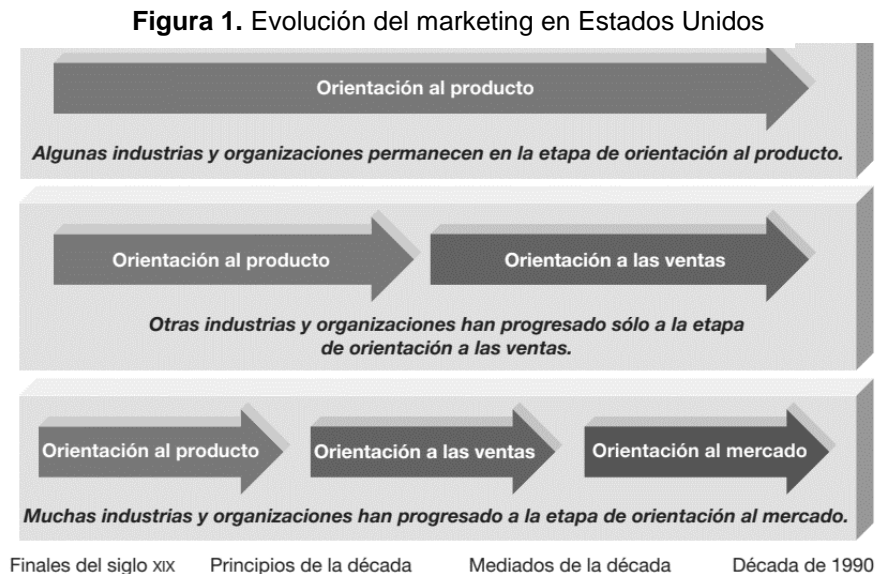 Figura 1. Evolución del marketing en Estados Unidos
Orientación al producto
Algunas industrias y organizaciones permanecen en la etapa de orientación al producto.
Orientación al producto
Orientación a las ventas
Otras industrias y organizaciones han progresado sólo a la etapa
de orientación a las ventas.
Orientación al producto
Orientación a las ventas
Orientación al mercado
Muchas industrias y organizaciones han progresado a la etapa de orientación al mercado.
Finales del siglo XIX
Principios de la década
Mediados de la década
Década de 1990